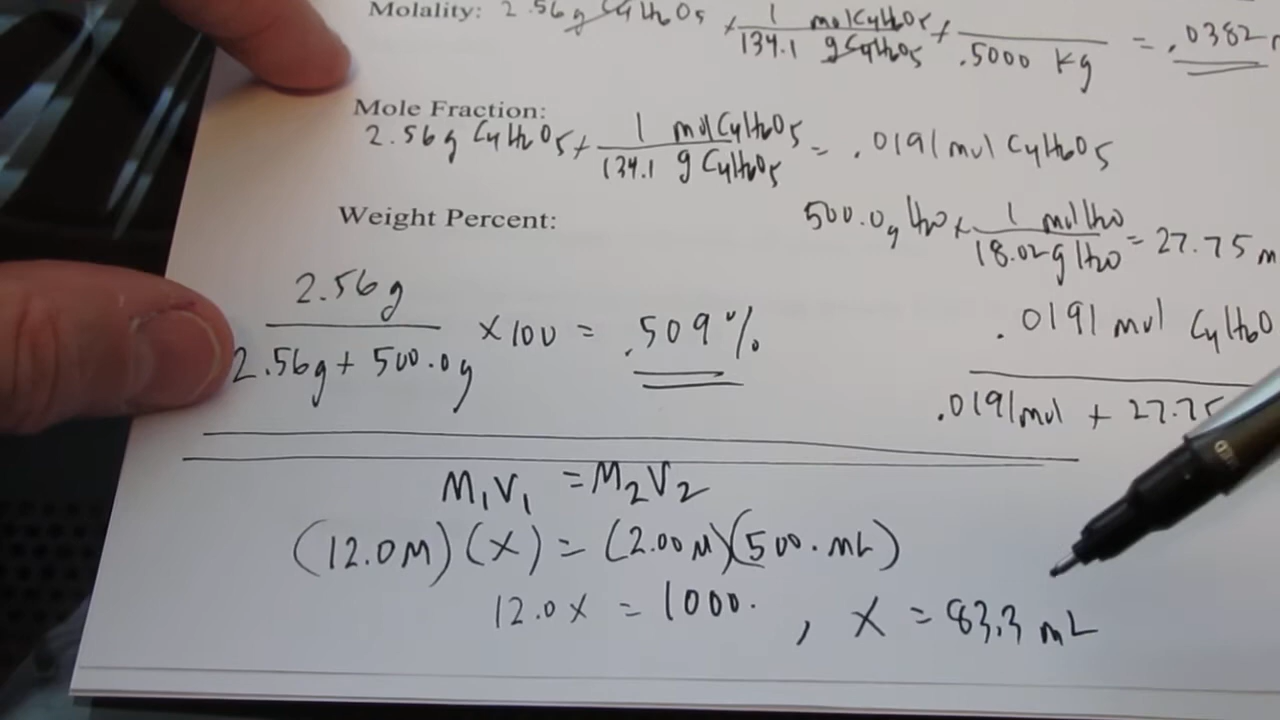 Molality: 2.56g C4H6O5 x 1 mol C4H6O5 / 134.1 g C4H6O5 x / .5000 Kg = .0382
Mole Fraction:
2.56g C4H6O5 x 1 mol C4H6O5 / 134.1 g C4H6O5 = .0191 mol C4H6O5
Weight Percent:
500.0g H2O x 1 mol H2O / 18.02g H2O = 27.75 m
2.56g / 2.56g + 500.0g x 100 = .509%
.0191 mol C4H6O
.0191 mol + 27.75
M1V1 = M2V2
(12.0M)(X) = (2.00M)(500. mL)
12.0X = 1000. , X = 83.3 mL